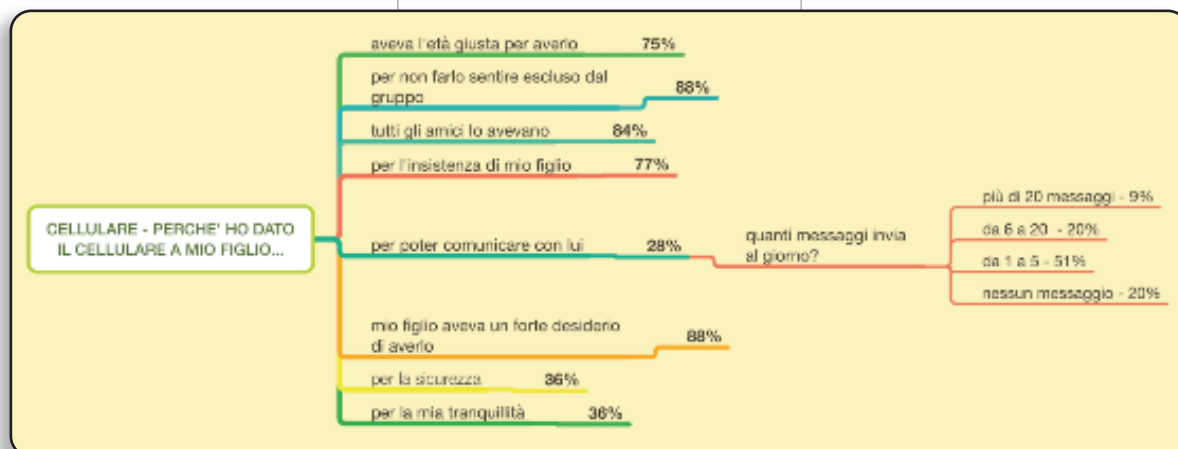 aveva l'età giusta per averlo 75%
per non farlo sentire escluso dal
gruppo 88%
tutti gli amici lo avevano 84%
per l'insistenza di mio figlio 77%
CELLULARE - PERCHE' HO DATO
IL CELLULARE A MIO FIGLIO...
per poter comunicare con lui 28%
quanti messaggi invia
al giorno?
più di 20 messaggi - 9%
da 6 a 20 - 20%
da 1 a 5 - 51%
nessun messaggio - 20%
mio figlio aveva un forte desiderio
di averlo 88%
per la sicurezza 36%
per la mia tranquillità 36%